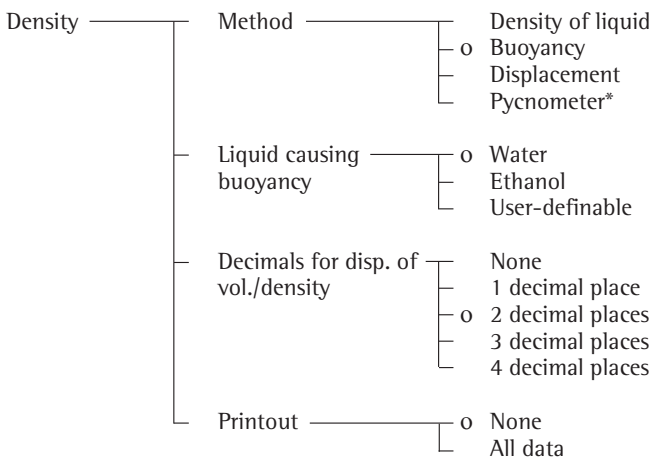 Density
Method
Density of liquid
o Buoyancy
Displacement
Pycnometer*
Liquid causing
buoyancy
o Water
Ethanol
User-definable
Decimals for disp. of
vol./density
None
1 decimal place
o 2 decimal places
3 decimal places
4 decimal places
Printout
o None
All data